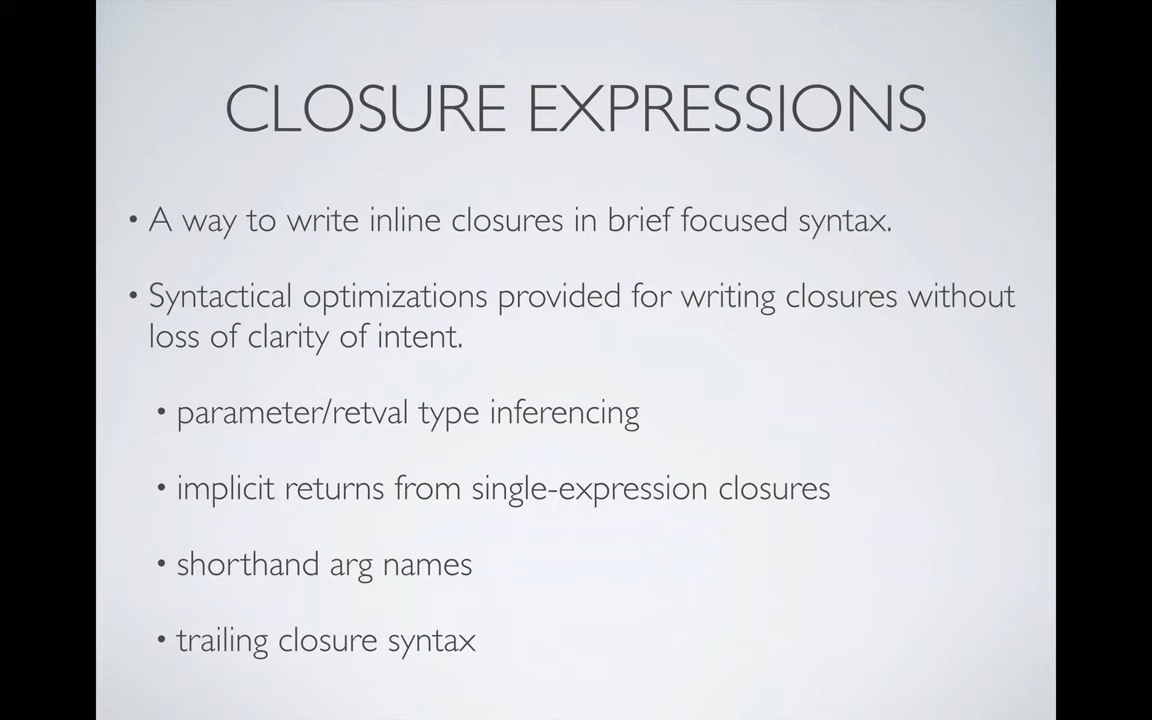 CLOSURE EXPRESSIONS
• A way to write inline closures in brief focused syntax.
• Syntactical optimizations provided for writing closures without
loss of clarity of intent.
• parameter/retval type inferencing
• implicit returns from single-expression closures
• shorthand arg names
• trailing closure syntax